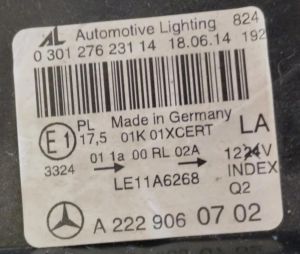 AL Automotive Lighting 824
0 301 276 231 14 18.06.14 192
Made in Germany
E1 PL 17,5 01K 01XCERT LA
3324 01 1a 00 RL 02A 1224V
LE11A6268 INDEX
Q2
A 222 906 07 02